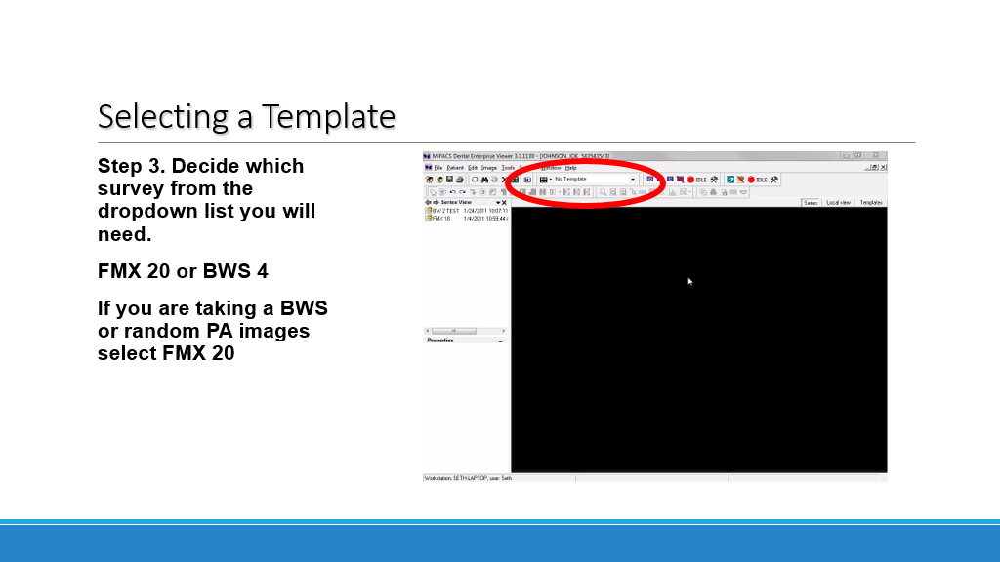 Selecting a Template
Step 3. Decide which
survey from the
dropdown list you will
need.
FMX 20 or BWS 4
If you are taking a BWS
or random PA images
select FMX 20
MiPACS Dental Enterprise Viewer 3.1.1130 - [JOHNSON, JOE 543543543]
File Patient Edit Image Tools Window Help
No Template
IDLE
IDLE
Series View
Series Local view Templates
BW 2 TEST 1/24/2011 10:07:11
FMX 18 1/4/2011 10:59:44
Properties
Workstation: SETH-LAPTOP, user: Seth